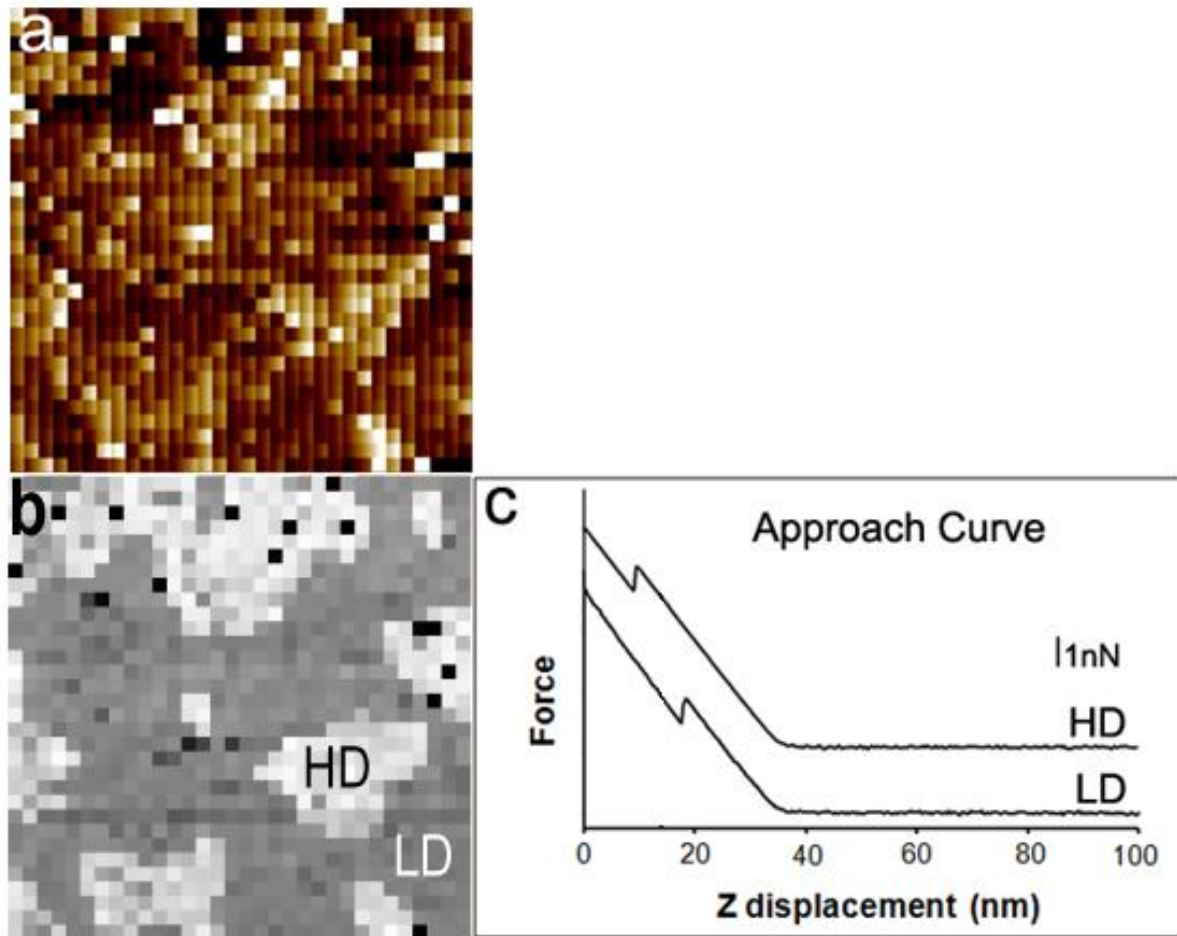 a
b
HD
LD
c
Approach Curve
1nN
HD
LD
Force
0 20 40 60 80 100
Z displacement (nm)